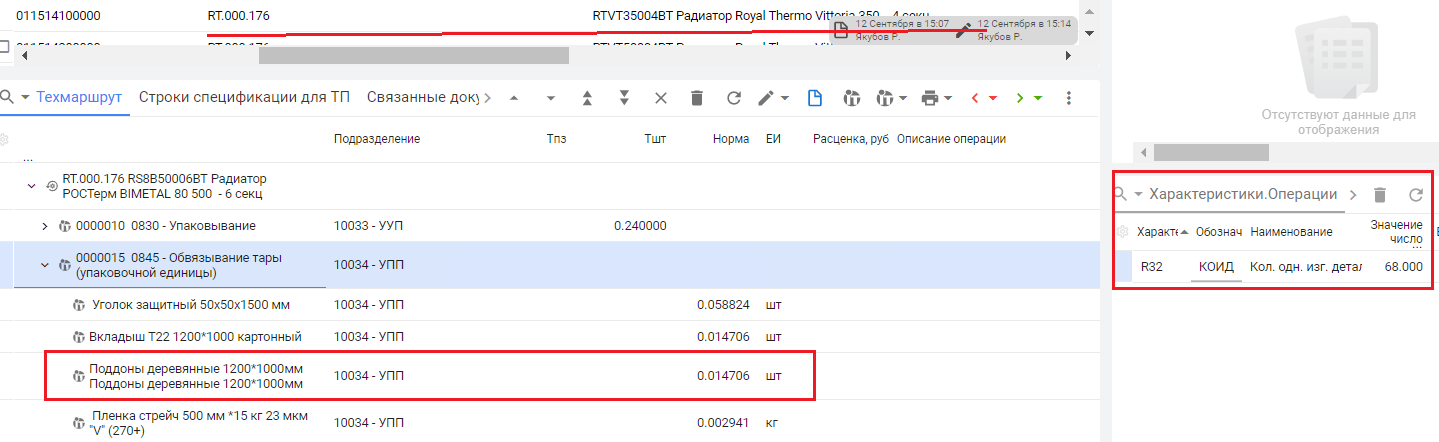 011514100000 RT.000.176 RTVT35004BT Радиатор Royal Thermo Vittoria 350 - 4 секц
12 Сентября в 15:07 12 Сентября в 15:14
Якубов Р. Якубов Р.
Техмаршрут Строки спецификации для ТП Связанные доку
Подразделение Тпз Тшт Норма ЕИ Расценка, руб Описание операции
...
RT.000.176 RS8B50006BT Радиатор
РОСТерм BIMETAL 80 500 - 6 секц
0000010 0830 - Упаковывание 10033 - УУП 0.240000
0000015 0845 - Обвязывание тары
(упаковочной единицы) 10034 - УПП
Уголок защитный 50х50х1500 мм 10034 - УПП 0.058824 шт
Вкладыш Т22 1200*1000 картонный 10034 - УПП 0.014706 шт
Поддоны деревянные 1200*1000мм
Поддоны деревянные 1200*1000мм 10034 - УПП 0.014706 шт
Пленка стрейч 500 мм *15 кг 23 мкм
"V" (270+) 10034 - УПП 0.002941 кг
Отсутствуют данные для
отображения
Характеристики.Операции
Характе Обознач Наименование Значение
число
...
R32 КОИД Кол. одн. изг. детал 68.000